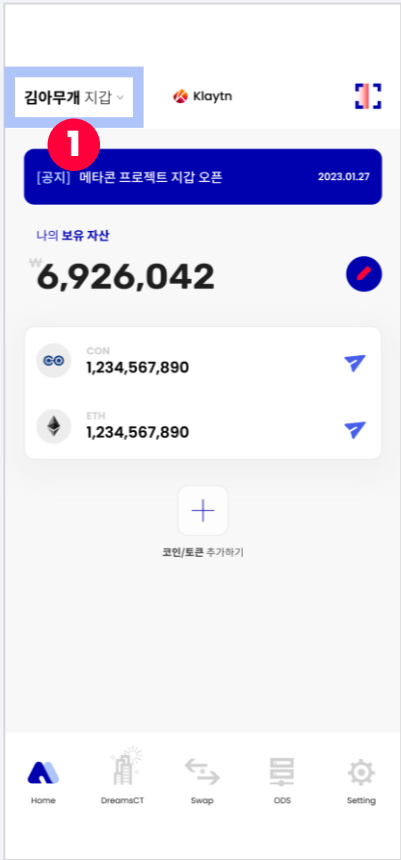 김아무개 지갑
Klaytn
1
[공지] 메타콘 프로젝트 지갑 오픈 2023.01.27
나의 보유 자산
₩6,926,042
CON
1,234,567,890
ETH
1,234,567,890
코인/토큰 추가하기
Home DreamsCT Swap ODS Setting